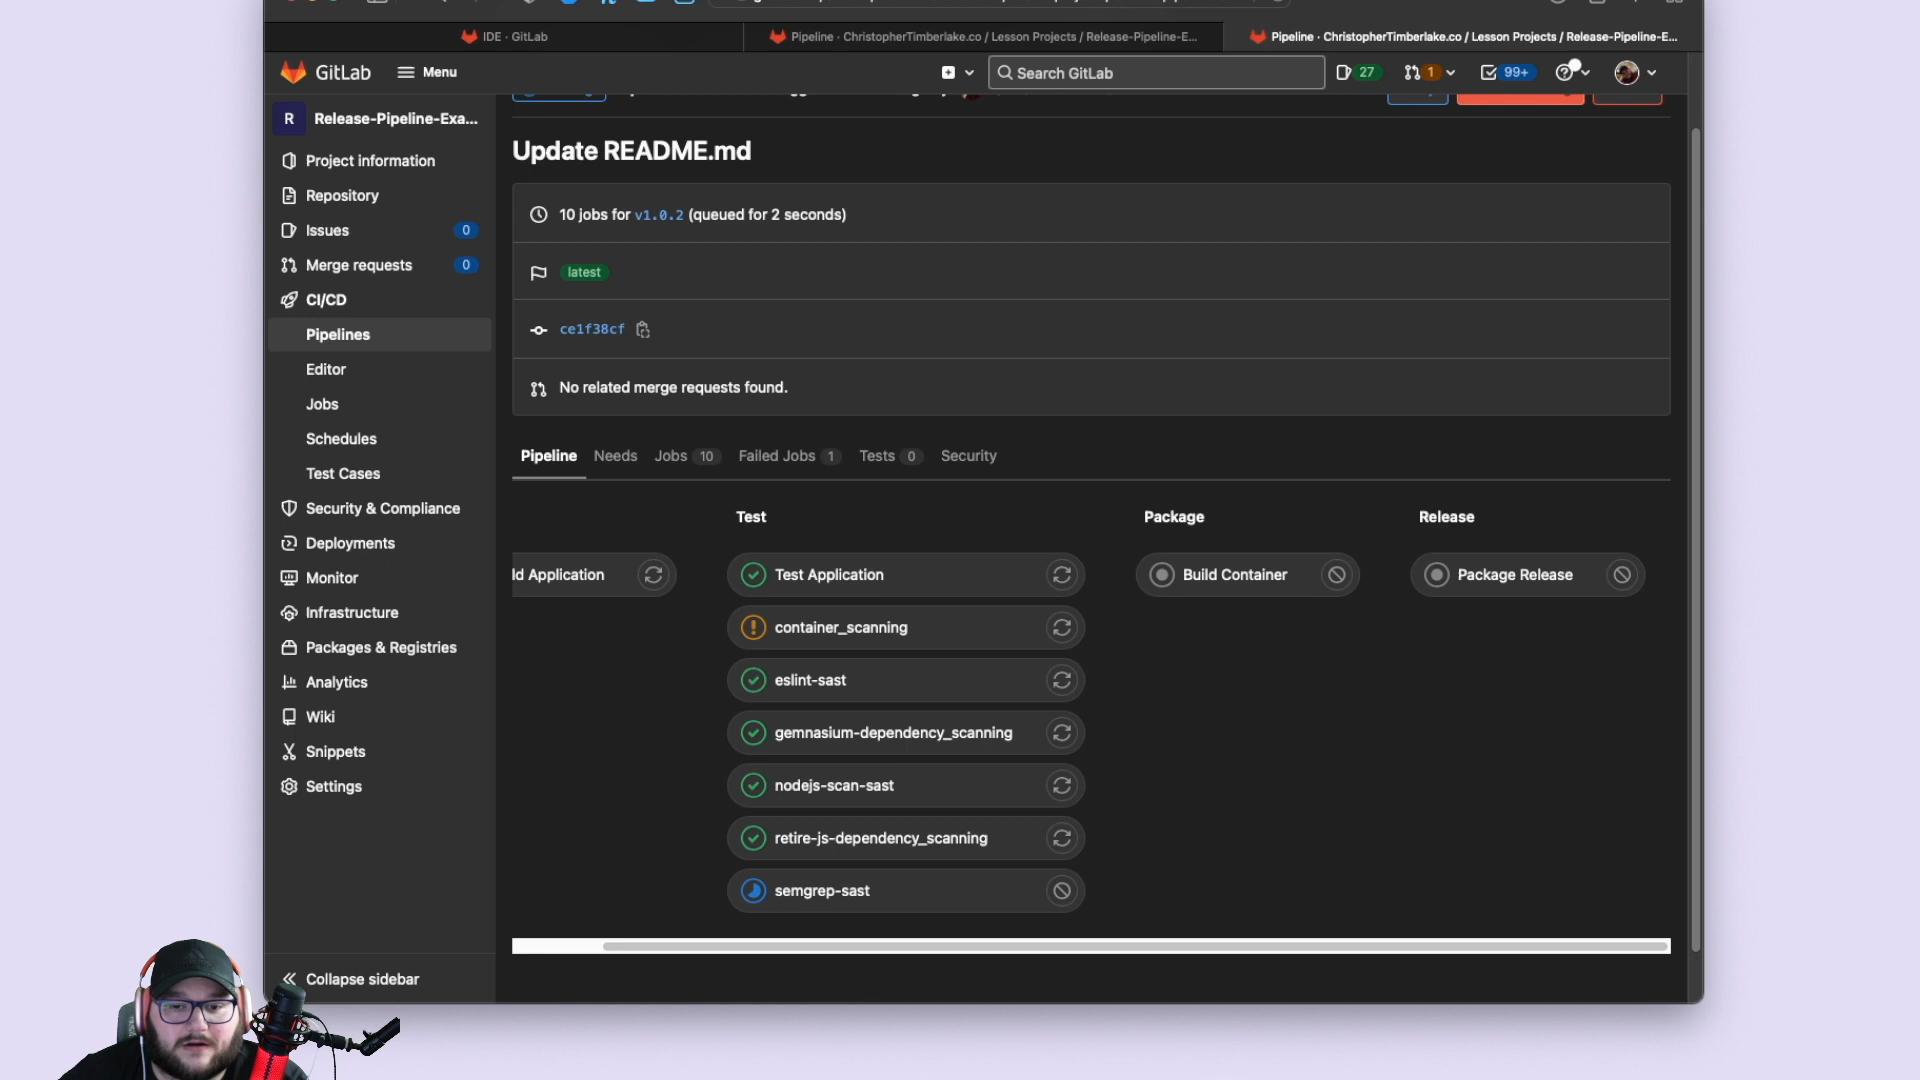 IDE · GitLab
Pipeline · ChristopherTimberlake.co / Lesson Projects / Release-Pipeline-E...
Pipeline · ChristopherTimberlake.co / Lesson Projects / Release-Pipeline-E...
GitLab
Menu
Search GitLab
27
1
99+
R
Release-Pipeline-Exa...
Project information
Repository
Issues
0
Merge requests
0
CI/CD
Pipelines
Editor
Jobs
Schedules
Test Cases
Security & Compliance
Deployments
Monitor
Infrastructure
Packages & Registries
Analytics
Wiki
Snippets
Settings
Collapse sidebar
Update README.md
10 jobs for v1.0.2 (queued for 2 seconds)
latest
ce1f38cf
No related merge requests found.
Pipeline
Needs
Jobs 10
Failed Jobs 1
Tests 0
Security
Test
Package
Release
ld Application
Test Application
Build Container
Package Release
container_scanning
eslint-sast
gemnasium-dependency_scanning
nodejs-scan-sast
retire-js-dependency_scanning
semgrep-sast